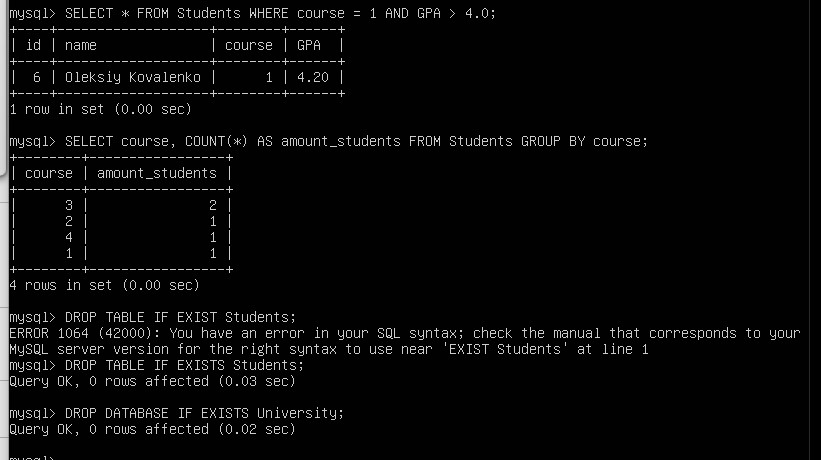 mysql> SELECT * FROM Students WHERE course = 1 AND GPA > 4.0;
+----+-------------------+--------+------+
| id | name              | course | GPA  |
+----+-------------------+--------+------+
|  6 | Oleksiy Kovalenko |      1 | 4.20 |
+----+-------------------+--------+------+
1 row in set (0.00 sec)
mysql> SELECT course, COUNT(*) AS amount_students FROM Students GROUP BY course;
+--------+-----------------+
| course | amount_students |
+--------+-----------------+
|      3 |               2 |
|      2 |               1 |
|      4 |               1 |
|      1 |               1 |
+--------+-----------------+
4 rows in set (0.00 sec)
mysql> DROP TABLE IF EXIST Students;
ERROR 1064 (42000): You have an error in your SQL syntax; check the manual that corresponds to your
MySQL server version for the right syntax to use near 'EXIST Students' at line 1
mysql> DROP TABLE IF EXISTS Students;
Query OK, 0 rows affected (0.03 sec)
mysql> DROP DATABASE IF EXISTS University;
Query OK, 0 rows affected (0.02 sec)
mysql>